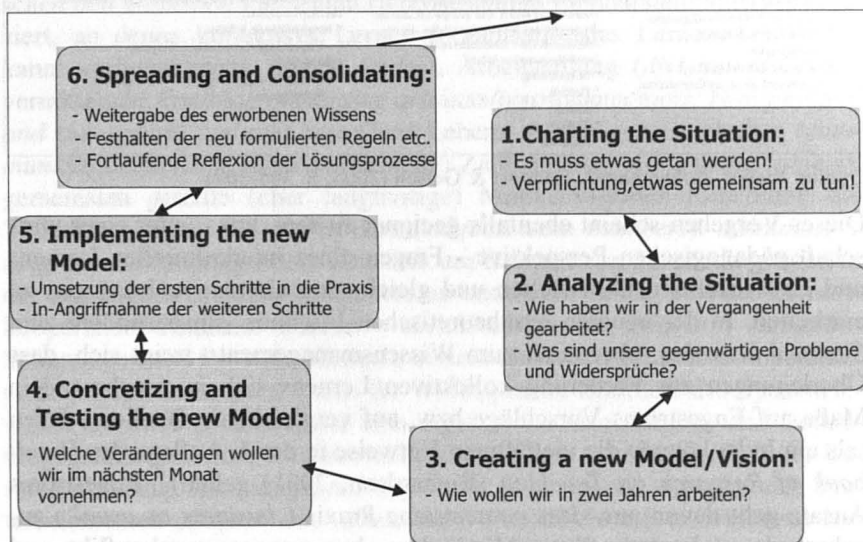 6. Spreading and Consolidating:
- Weitergabe des erworbenen Wissens
- Festhalten der neu formulierten Regeln etc.
- Fortlaufende Reflexion der Lösungsprozesse
1.Charting the Situation:
- Es muss etwas getan werden!
- Verpflichtung,etwas gemeinsam zu tun!
5. Implementing the new
Model:
- Umsetzung der ersten Schritte in die Praxis
- In-Angriffnahme der weiteren Schritte
2. Analyzing the Situation:
- Wie haben wir in der Vergangenheit
gearbeitet?
- Was sind unsere gegenwärtigen Probleme
und Widersprüche?
4. Concretizing and
Testing the new Model:
- Welche Veränderungen wollen
wir im nächsten Monat
vornehmen?
3. Creating a new Model/Vision:
- Wie wollen wir in zwei Jahren arbeiten?